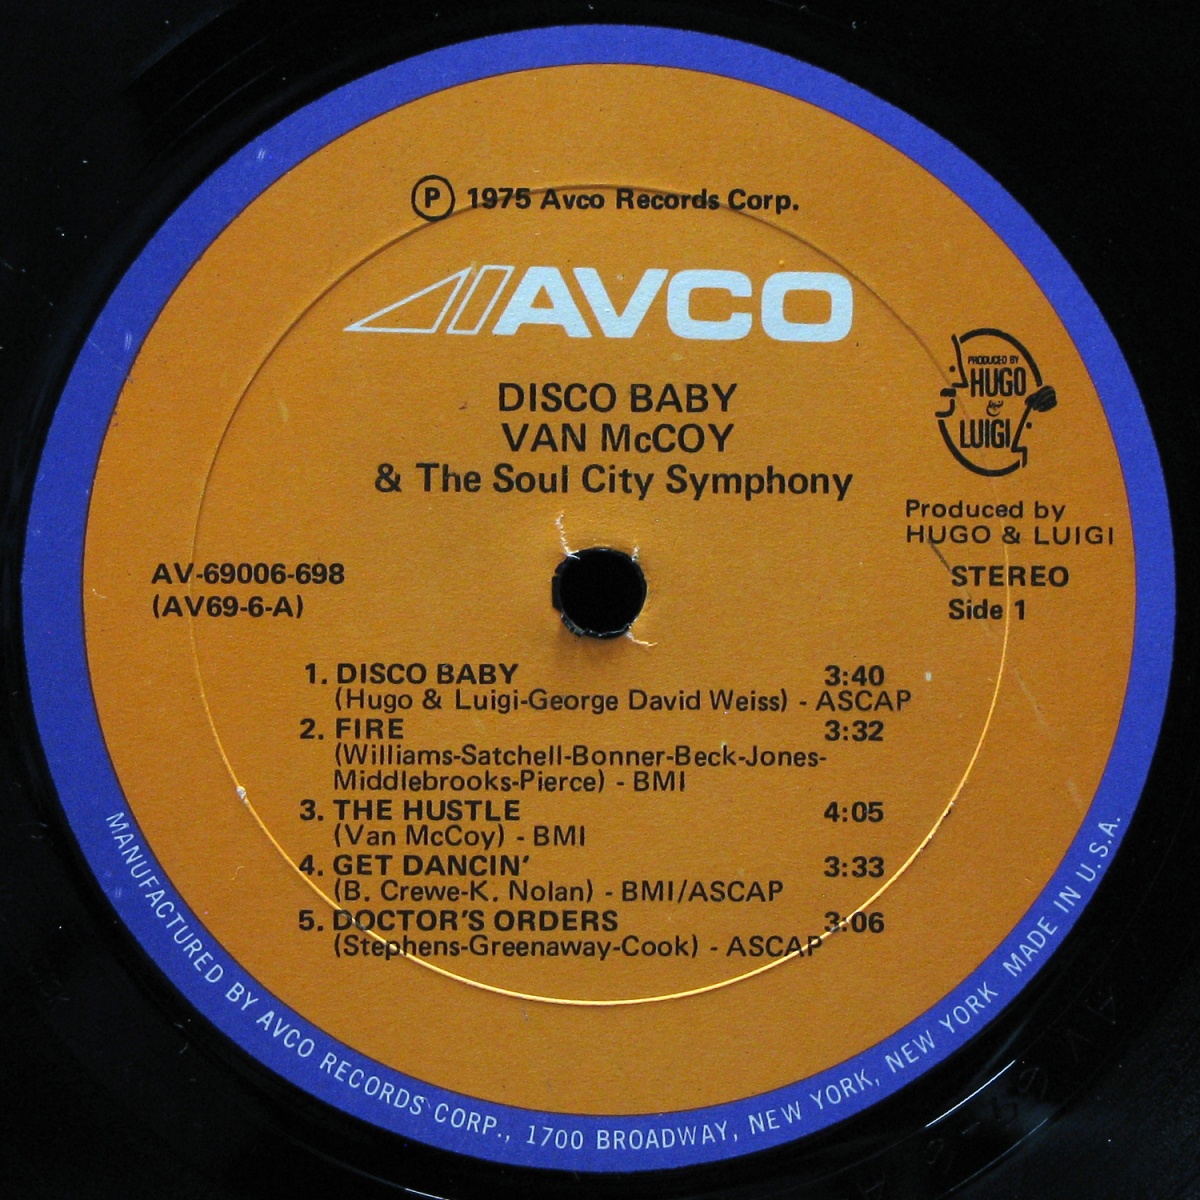 Ⓟ 1975 Avco Records Corp.
AVCO
PRODUCED BY
HUGO
&
LUIGI
DISCO BABY
VAN McCOY
& The Soul City Symphony
Produced by
HUGO & LUIGI
AV-69006-698
(AV69-6-A)
STEREO
Side 1
1. DISCO BABY 3:40
(Hugo & Luigi-George David Weiss) - ASCAP
2. FIRE 3:32
(Williams-Satchell-Bonner-Beck-Jones-
Middlebrooks-Pierce) - BMI
3. THE HUSTLE 4:05
(Van McCoy) - BMI
4. GET DANCIN' 3:33
(B. Crewe-K. Nolan) - BMI/ASCAP
5. DOCTOR'S ORDERS 3:06
(Stephens-Greenaway-Cook) - ASCAP
MANUFACTURED BY AVCO RECORDS CORP., 1700 BROADWAY, NEW YORK, NEW YORK MADE IN U.S.A.